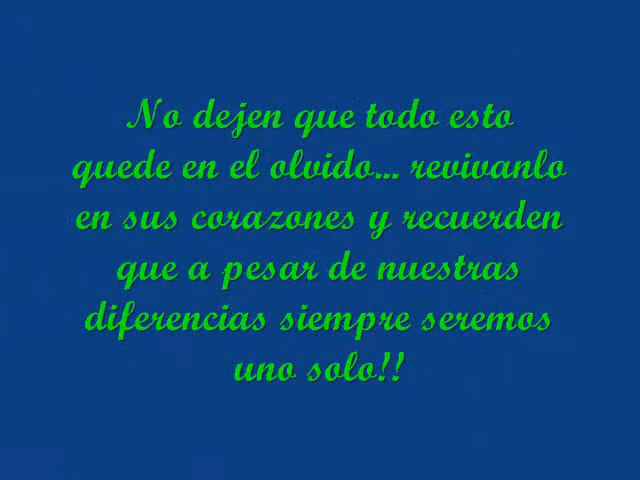 No dejen que todo esto
quede en el olvido... revivanlo
en sus corazones y recuerden
que a pesar de nuestras
diferencias siempre seremos
uno solo!!